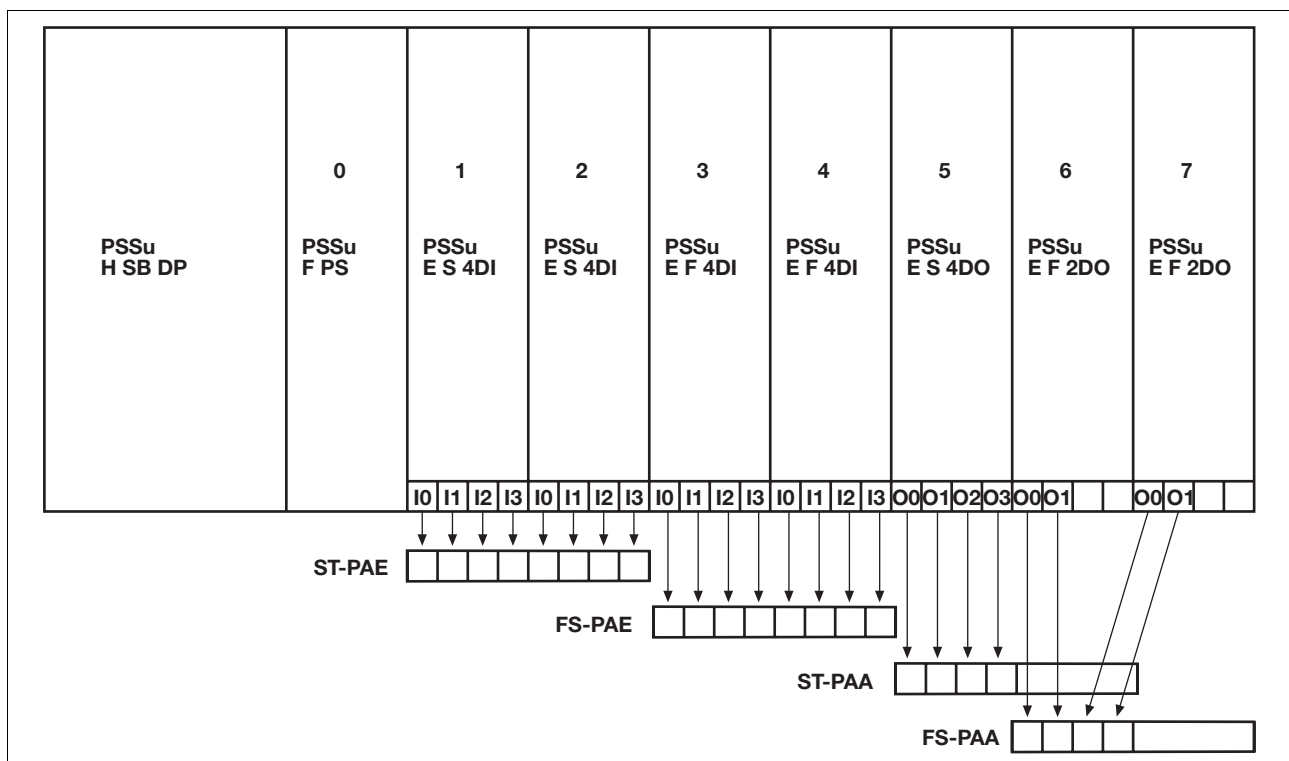 0 1 2 3 4 5 6 7
PSSu PSSu PSSu PSSu PSSu PSSu PSSu PSSu PSSu
H SB DP F PS E S 4DI E S 4DI E F 4DI E F 4DI E S 4DO E F 2DO E F 2DO
I0 I1 I2 I3 I0 I1 I2 I3 I0 I1 I2 I3 I0 I1 I2 I3 O0 O1 O2 O3 O0 O1 O0 O1
ST-PAE
FS-PAE
ST-PAA
FS-PAA